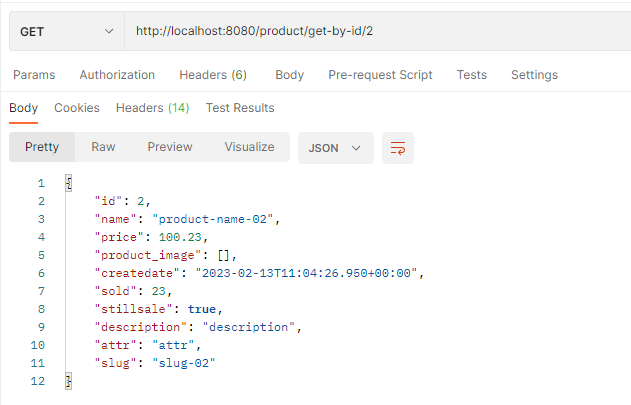 GET http://localhost:8080/product/get-by-id/2
Params Authorization Headers (6) Body Pre-request Script Tests Settings
Body Cookies Headers (14) Test Results
Pretty Raw Preview Visualize JSON
1 {
2 "id": 2,
3 "name": "product-name-02",
4 "price": 100.23,
5 "product_image": [],
6 "createdate": "2023-02-13T11:04:26.950+00:00",
7 "sold": 23,
8 "stillsale": true,
9 "description": "description",
10 "attr": "attr",
11 "slug": "slug-02"
12 }